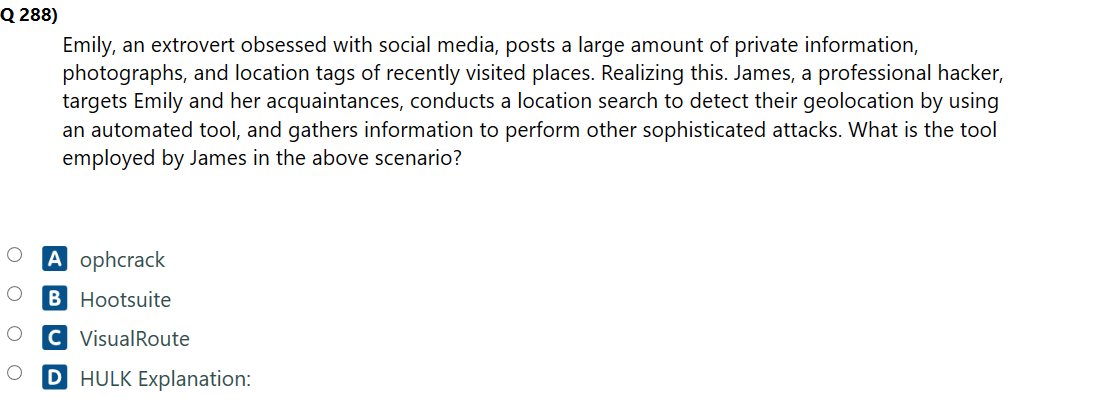 Q 288)
Emily, an extrovert obsessed with social media, posts a large amount of private information,
photographs, and location tags of recently visited places. Realizing this. James, a professional hacker,
targets Emily and her acquaintances, conducts a location search to detect their geolocation by using
an automated tool, and gathers information to perform other sophisticated attacks. What is the tool
employed by James in the above scenario?
A ophcrack
B Hootsuite
C VisualRoute
D HULK Explanation: